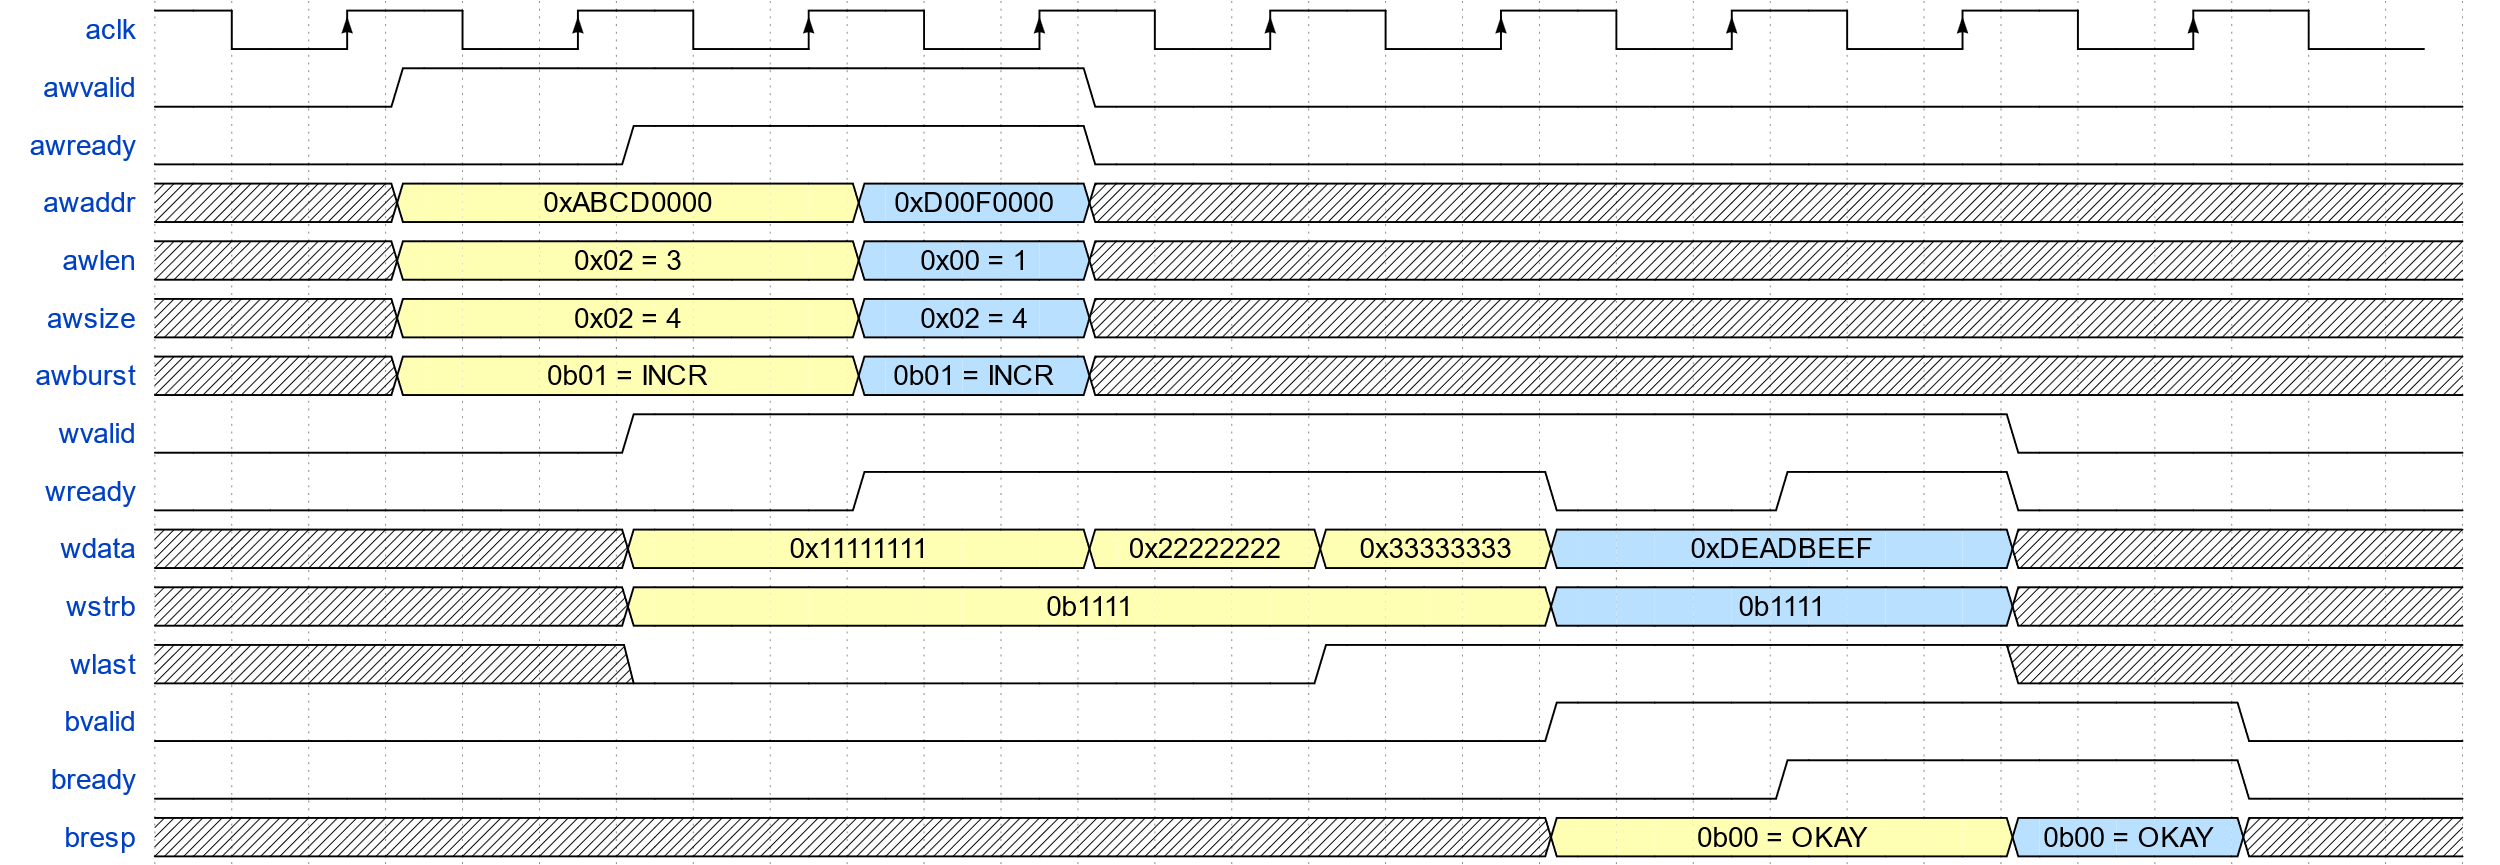 aclk
awvalid
awready
awaddr 0xABCD0000 0xD00F0000
awlen 0x02 = 3 0x00 = 1
awsize 0x02 = 4 0x02 = 4
awburst 0b01 = INCR 0b01 = INCR
wvalid
wready
wdata 0x11111111 0x22222222 0x33333333 0xDEADBEEF
wstrb 0b1111 0b1111
wlast
bvalid
bready
bresp 0b00 = OKAY 0b00 = OKAY